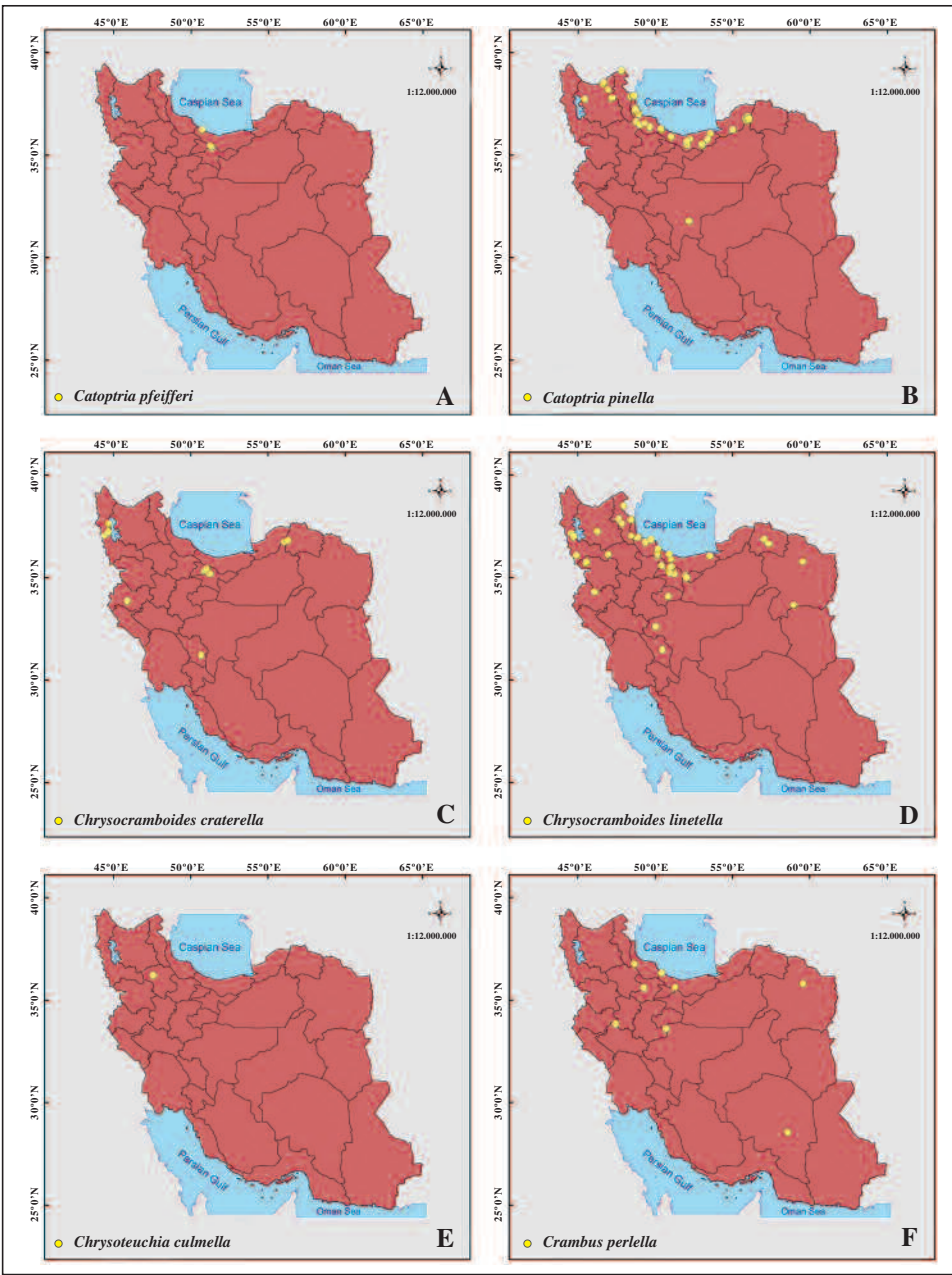 45°0'E 50°0'E 55°0'E 60°0'E 65°0'E
40°0'N
35°0'N
30°0'N
25°0'N
Caspian Sea
1:12.000.000
Persian Gulf
Oman Sea
Catoptria pfeifferi
A
45°0'E 50°0'E 55°0'E 60°0'E 65°0'E
40°0'N
35°0'N
30°0'N
25°0'N
Caspian Sea
1:12.000.000
Persian Gulf
Oman Sea
Catoptria pinella
B
45°0'E 50°0'E 55°0'E 60°0'E 65°0'E
40°0'N
35°0'N
30°0'N
25°0'N
Caspian Sea
1:12.000.000
Persian Gulf
Oman Sea
Chrysocramboides craterella
C
45°0'E 50°0'E 55°0'E 60°0'E 65°0'E
40°0'N
35°0'N
30°0'N
25°0'N
Caspian Sea
1:12.000.000
Persian Gulf
Oman Sea
Chrysocramboides linetella
D
45°0'E 50°0'E 55°0'E 60°0'E 65°0'E
40°0'N
35°0'N
30°0'N
25°0'N
Caspian Sea
1:12.000.000
Persian Gulf
Oman Sea
Chrysoteuchia culmella
E
45°0'E 50°0'E 55°0'E 60°0'E 65°0'E
40°0'N
35°0'N
30°0'N
25°0'N
Caspian Sea
1:12.000.000
Persian Gulf
Oman Sea
Crambus perlella
F